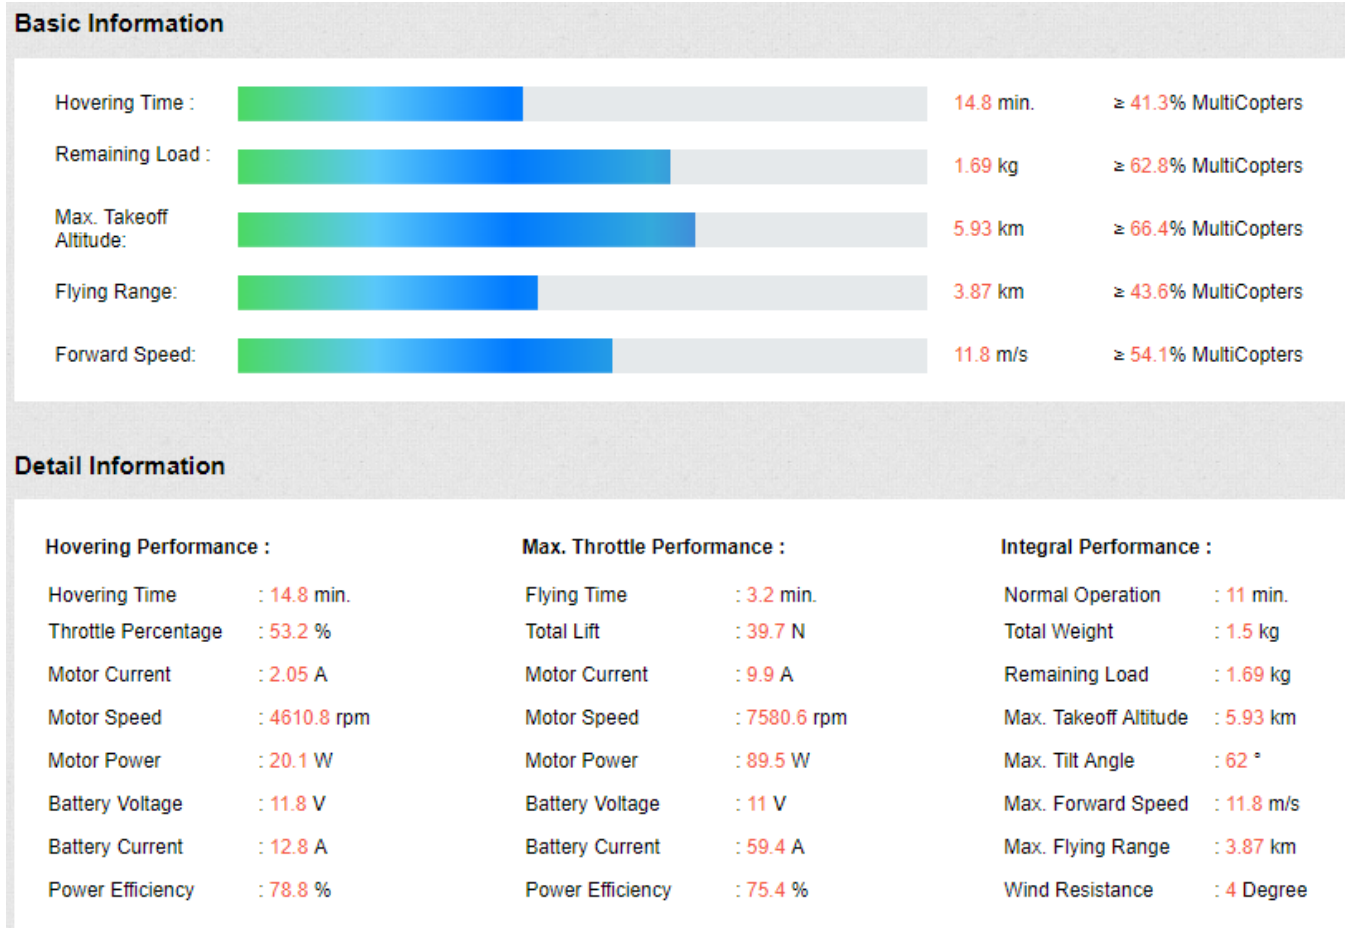 Basic Information
Hovering Time : 14.8 min. ≥ 41.3% MultiCopters
Remaining Load : 1.69 kg ≥ 62.8% MultiCopters
Max. Takeoff
Altitude: 5.93 km ≥ 66.4% MultiCopters
Flying Range: 3.87 km ≥ 43.6% MultiCopters
Forward Speed: 11.8 m/s ≥ 54.1% MultiCopters
Detail Information
Hovering Performance :
Hovering Time : 14.8 min.
Throttle Percentage : 53.2 %
Motor Current : 2.05 A
Motor Speed : 4610.8 rpm
Motor Power : 20.1 W
Battery Voltage : 11.8 V
Battery Current : 12.8 A
Power Efficiency : 78.8 %
Max. Throttle Performance :
Flying Time : 3.2 min.
Total Lift : 39.7 N
Motor Current : 9.9 A
Motor Speed : 7580.6 rpm
Motor Power : 89.5 W
Battery Voltage : 11 V
Battery Current : 59.4 A
Power Efficiency : 75.4 %
Integral Performance :
Normal Operation : 11 min.
Total Weight : 1.5 kg
Remaining Load : 1.69 kg
Max. Takeoff Altitude : 5.93 km
Max. Tilt Angle : 62 °
Max. Forward Speed : 11.8 m/s
Max. Flying Range : 3.87 km
Wind Resistance : 4 Degree